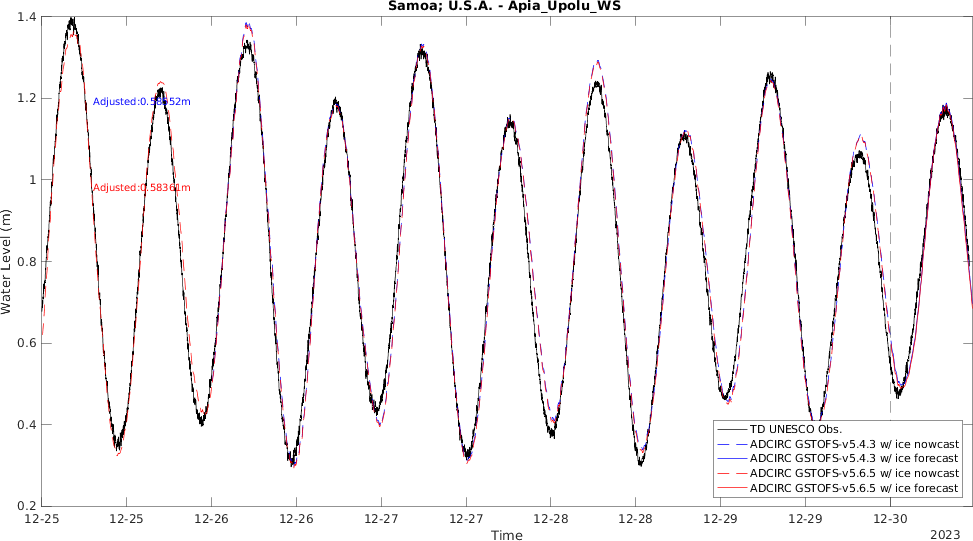 Samoa; U.S.A. - Apia_Upolu_WS
1.4
1.2
1
0.8
0.6
0.4
0.2
Water Level (m)
Adjusted:0.58052m
Adjusted:0.58361m
TD UNESCO Obs.
ADCIRC GSTOFS-v5.4.3 w/ ice nowcast
ADCIRC GSTOFS-v5.4.3 w/ ice forecast
ADCIRC GSTOFS-v5.6.5 w/ ice nowcast
ADCIRC GSTOFS-v5.6.5 w/ ice forecast
12-25 12-25 12-26 12-26 12-27 12-27 12-28 12-28 12-29 12-29 12-30
Time
2023